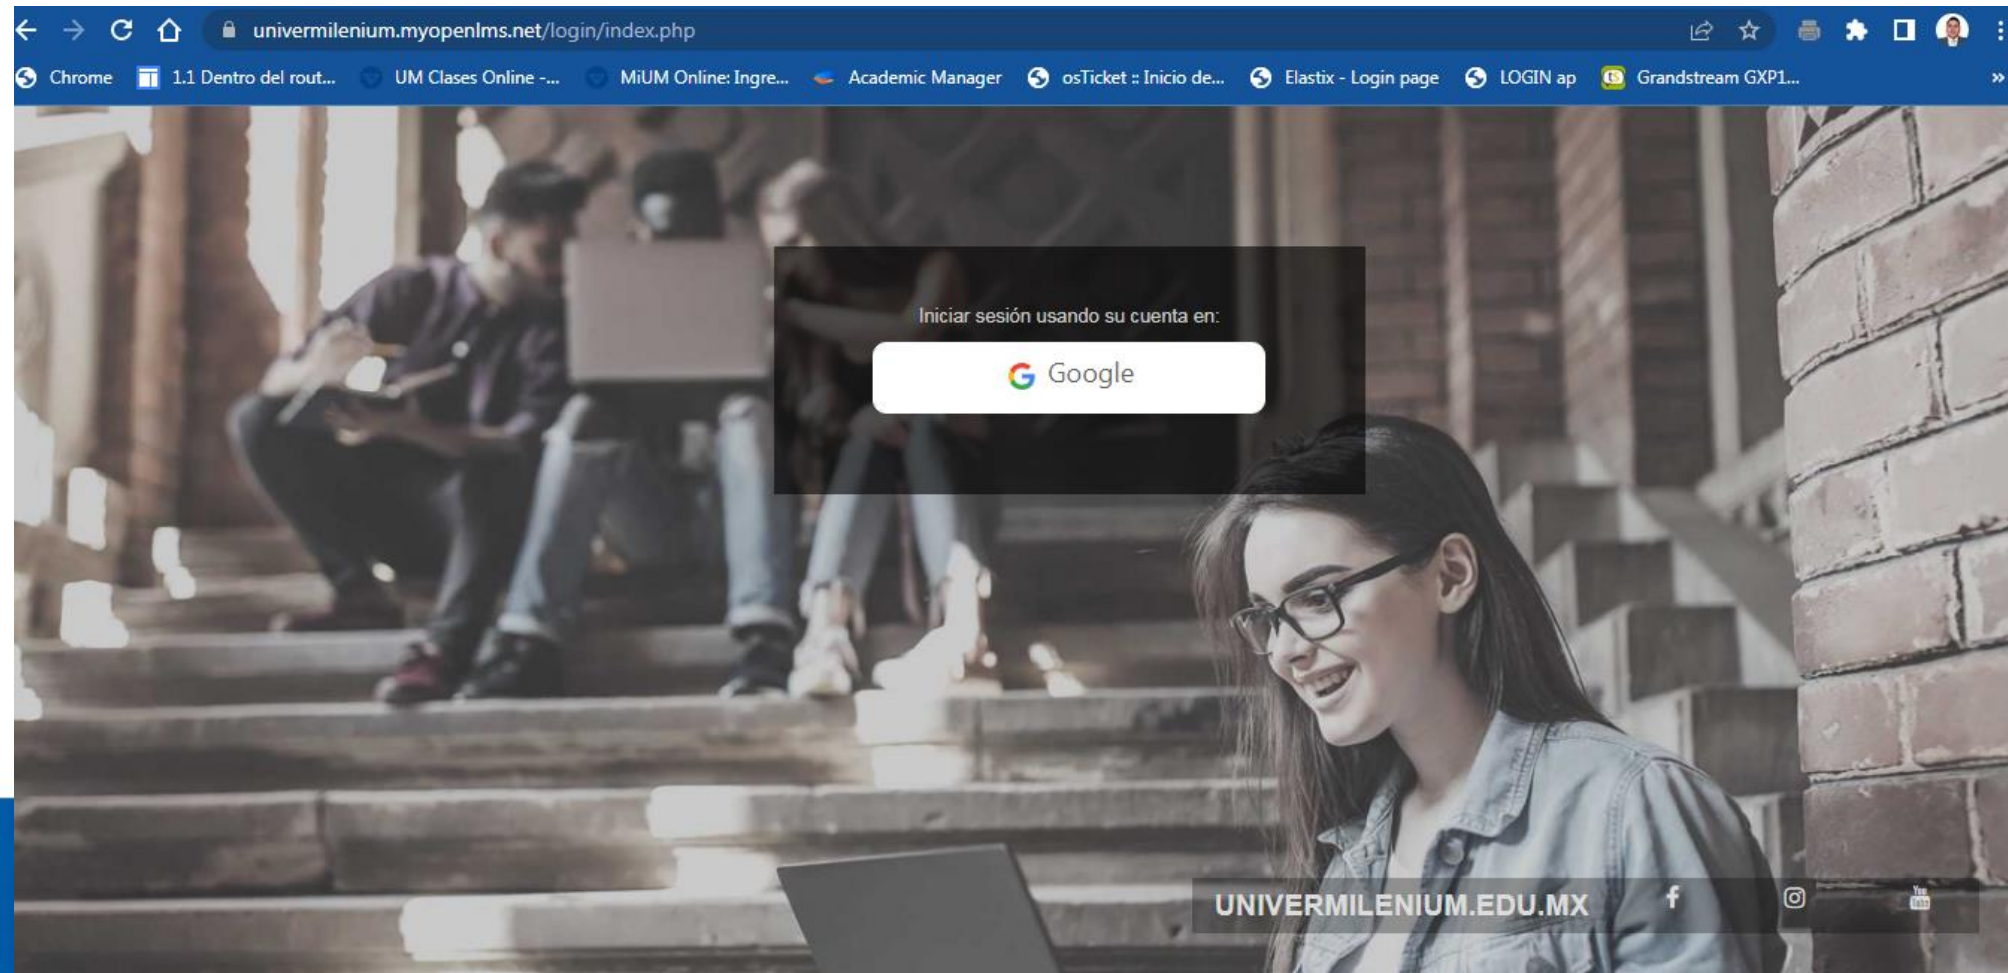 univermilenium.myopenlms.net/login/index.php
Chrome 1.1 Dentro del rout... UM Clases Online -... MiUM Online: Ingre... Academic Manager osTicket :: Inicio de... Elastix - Login page LOGIN ap Grandstream GXP1... »
Iniciar sesión usando su cuenta en:
Google
UNIVERMILENIUM.EDU.MX
You Tube